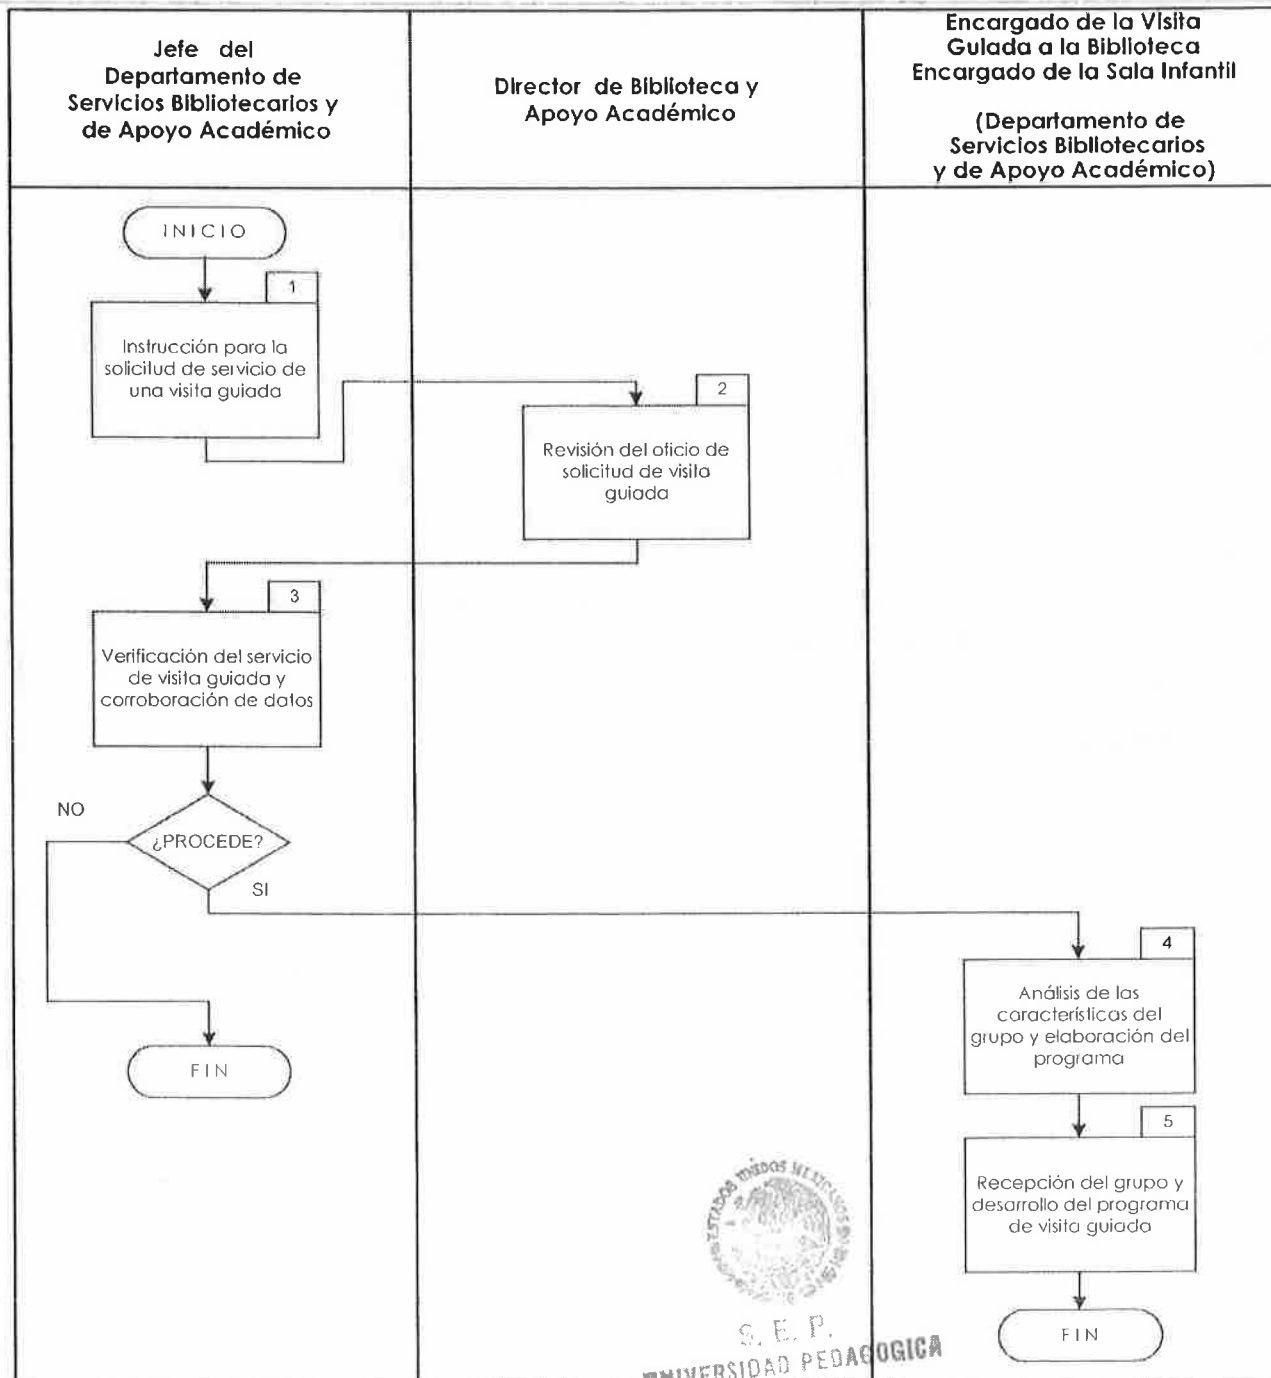 Jefe del
Departamento de
Servicios Bibliotecarios y
de Apoyo Académico
Director de Biblioteca y
Apoyo Académico
Encargado de la Visita
Guiada a la Biblioteca
Encargado de la Sala Infantil
(Departamento de
Servicios Bibliotecarios
y de Apoyo Académico)
INICIO
1
Instrucción para la
solicitud de servicio de
una visita guiada
2
Revisión del oficio de
solicitud de visita
guiada
3
Verificación del servicio
de visita guiada y
corroboración de datos
NO
¿PROCEDE?
SI
4
Análisis de las
características del
grupo y elaboración del
programa
FIN
5
Recepción del grupo y
desarrollo del programa
de visita guiada
FIN
ESTADOS UNIDOS MEXICANOS
S. E. P.
UNIVERSIDAD PEDAGOGICA